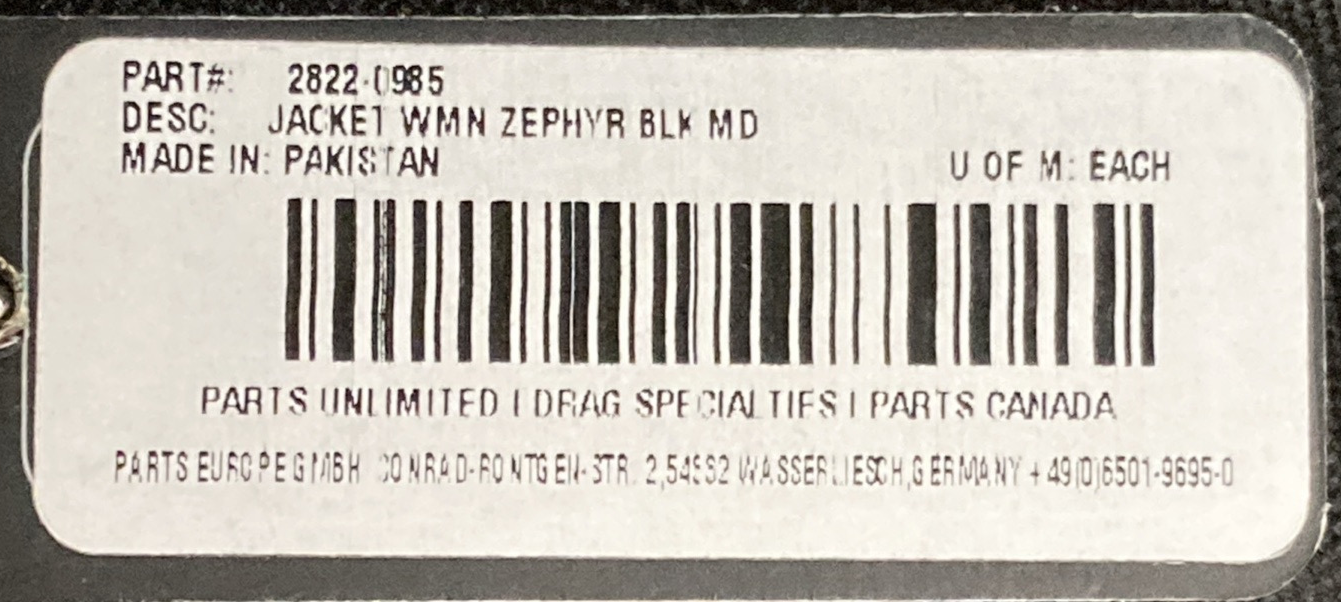 PART#: 2822-0985
DESC: JACKET WMN ZEPHYR BLK MD
MADE IN: PAKISTAN
U OF M: EACH
PARTS UNLIMITED | DRAG SPECIALTIES | PARTS CANADA
PARTS EUROPE GMBH CONRAD-RONTGEN-STR. 2, WASSERLIESCH,GERMANY +49(0)6501-9695-0